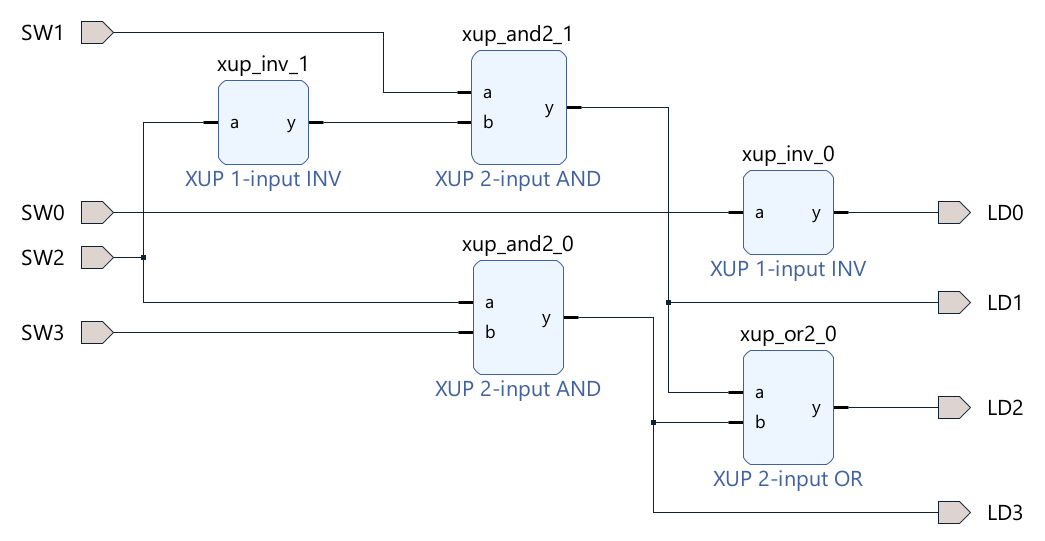 SW1
xup_and2_1
xup_inv_1
a
y
b
a
y
XUP 1-input INV
XUP 2-input AND
xup_inv_0
SW0
a
y
LD0
SW2
xup_and2_0
XUP 1-input INV
a
y
b
LD1
SW3
xup_or2_0
XUP 2-input AND
a
y
b
LD2
XUP 2-input OR
LD3